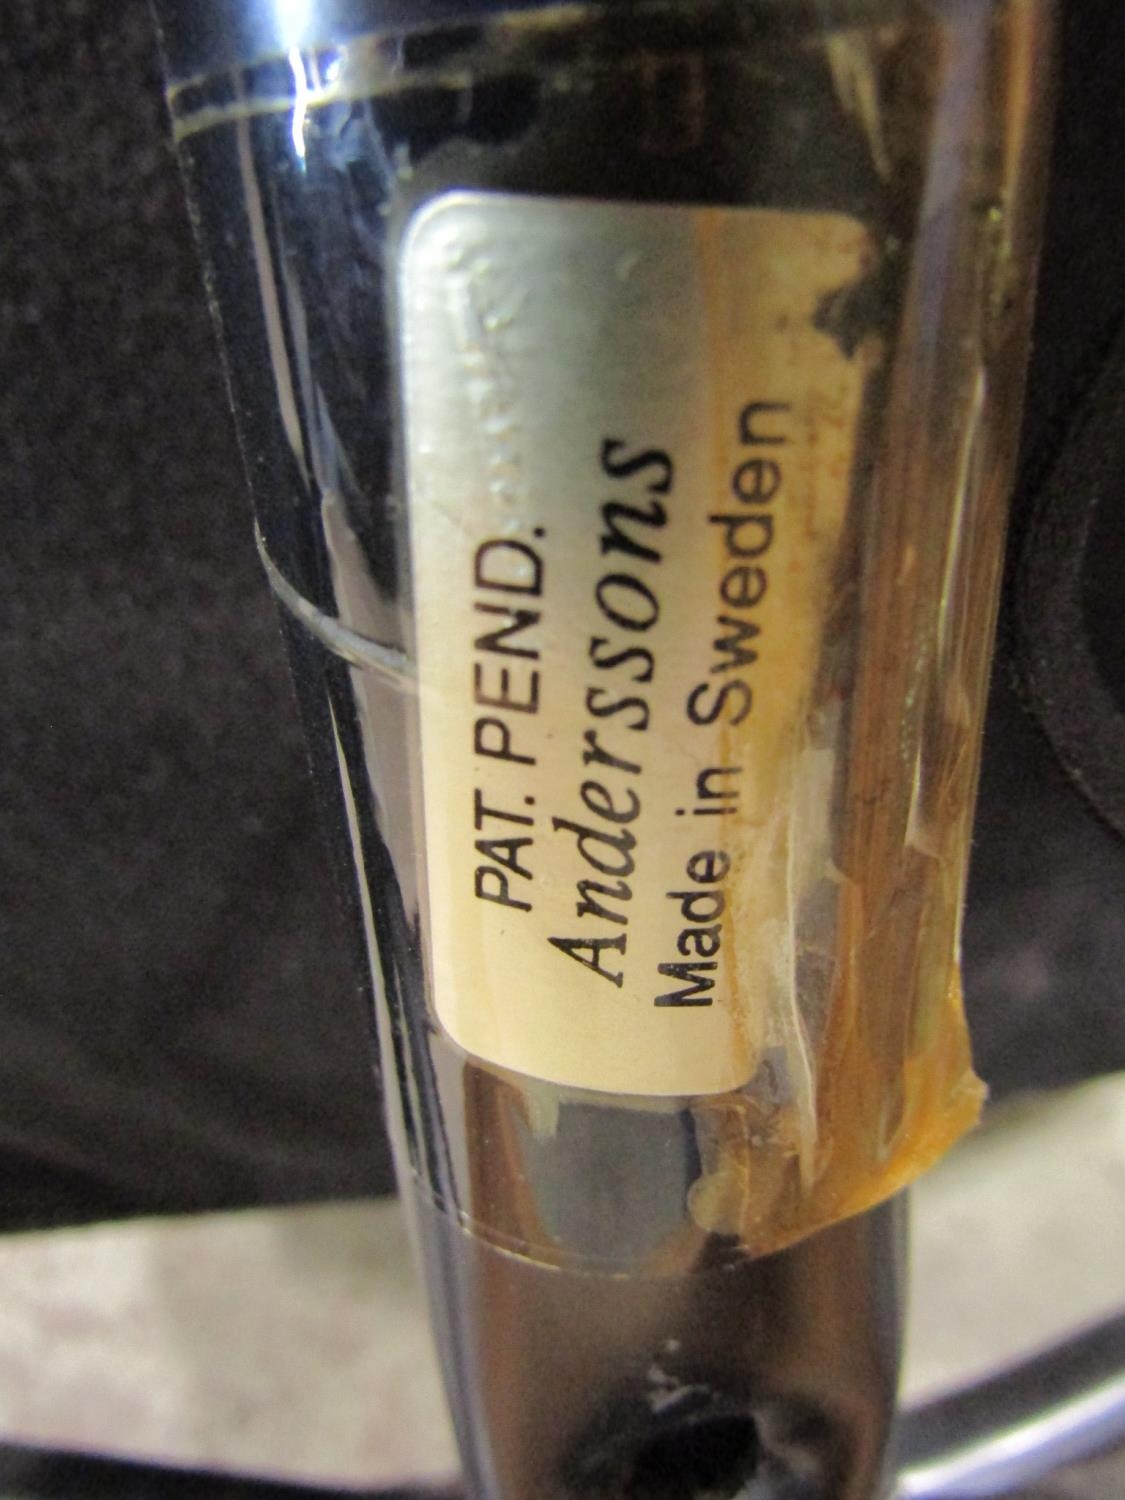 PAT. PEND.
Anderssons
Made in Sweden